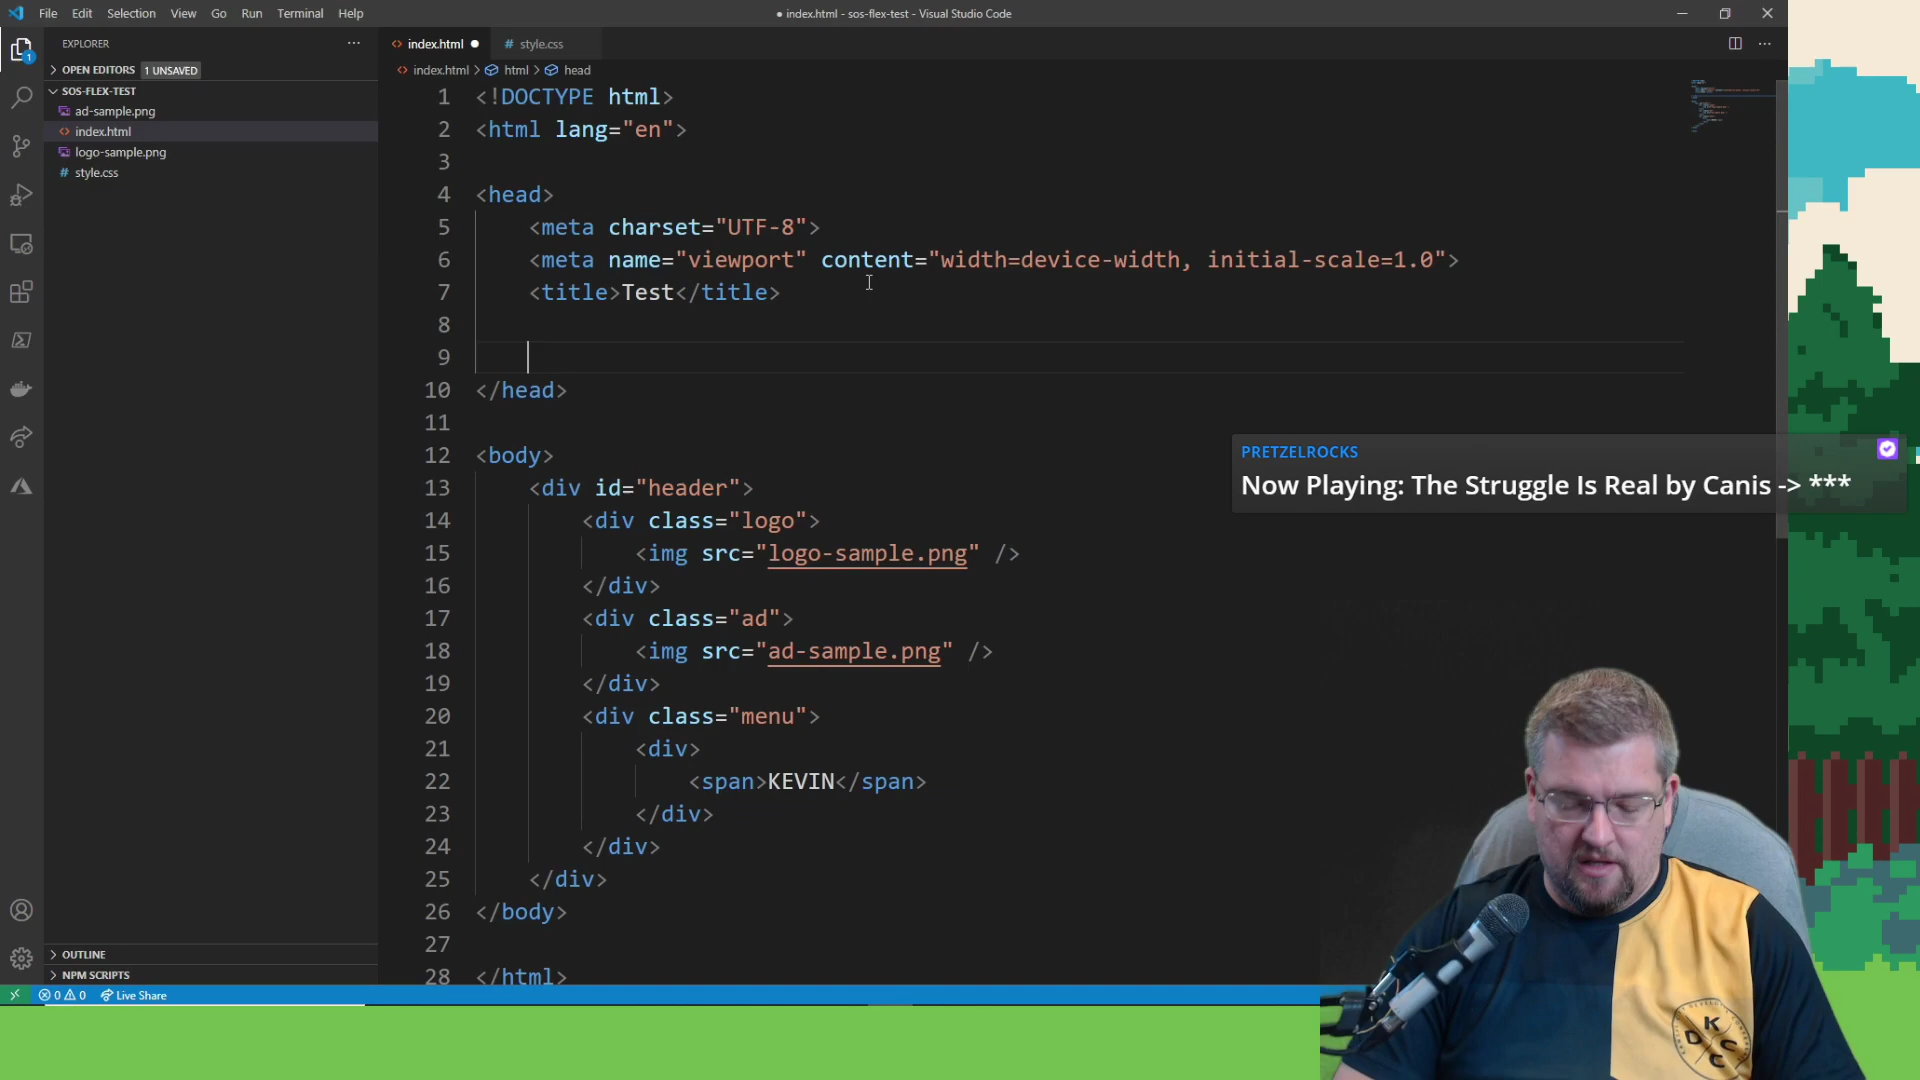 File Edit Selection View Go Run Terminal Help
● index.html - sos-flex-test - Visual Studio Code
EXPLORER
OPEN EDITORS 1 UNSAVED
SOS-FLEX-TEST
ad-sample.png
index.html
logo-sample.png
style.css
OUTLINE
NPM SCRIPTS
1
index.html ●
# style.css
index.html > html > head
1 <!DOCTYPE html>
2 <html lang="en">
3
4 <head>
5 <meta charset="UTF-8">
6 <meta name="viewport" content="width=device-width, initial-scale=1.0">
7 <title>Test</title>
8
9
10 </head>
11
12 <body>
13 <div id="header">
14 <div class="logo">
15 <img src="logo-sample.png" />
16 </div>
17 <div class="ad">
18 <img src="ad-sample.png" />
19 </div>
20 <div class="menu">
21 <div>
22 <span>KEVIN</span>
23 </div>
24 </div>
25 </div>
26 </body>
27
28 </html>
PRETZELROCKS
Now Playing: The Struggle Is Real by Canis -> ***
0 0 Live Share
K
D C
C